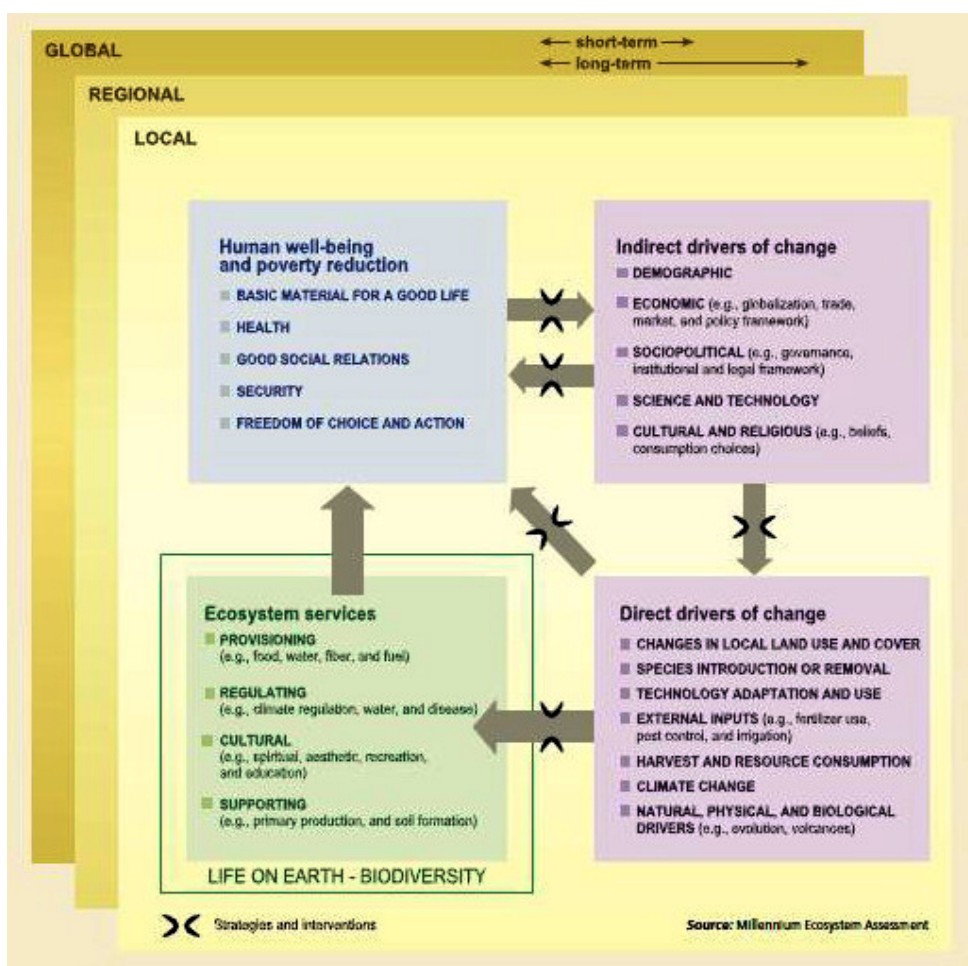 GLOBAL
short-term
long-term
REGIONAL
LOCAL
Human well-being
and poverty reduction
BASIC MATERIAL FOR A GOOD LIFE
HEALTH
GOOD SOCIAL RELATIONS
SECURITY
FREEDOM OF CHOICE AND ACTION
Indirect drivers of change
DEMOGRAPHIC
ECONOMIC (e.g., globalization, trade,
market, and policy framework)
SOCIOPOLITICAL (e.g., governance,
institutional and legal framework)
SCIENCE AND TECHNOLOGY
CULTURAL AND RELIGIOUS (e.g., beliefs,
consumption choices)
Ecosystem services
PROVISIONING
(e.g., food, water, fiber, and fuel)
REGULATING
(e.g., climate regulation, water, and disease)
CULTURAL
(e.g., spiritual, aesthetic, recreation,
and education)
SUPPORTING
(e.g., primary production, and soil formation)
LIFE ON EARTH - BIODIVERSITY
Direct drivers of change
CHANGES IN LOCAL LAND USE AND COVER
SPECIES INTRODUCTION OR REMOVAL
TECHNOLOGY ADAPTATION AND USE
EXTERNAL INPUTS (e.g., fertilizer use,
pest control, and irrigation)
HARVEST AND RESOURCE CONSUMPTION
CLIMATE CHANGE
NATURAL, PHYSICAL, AND BIOLOGICAL
DRIVERS (e.g., evolution, volcanoes)
Strategies and interventions
Source: Millennium Ecosystem Assessment